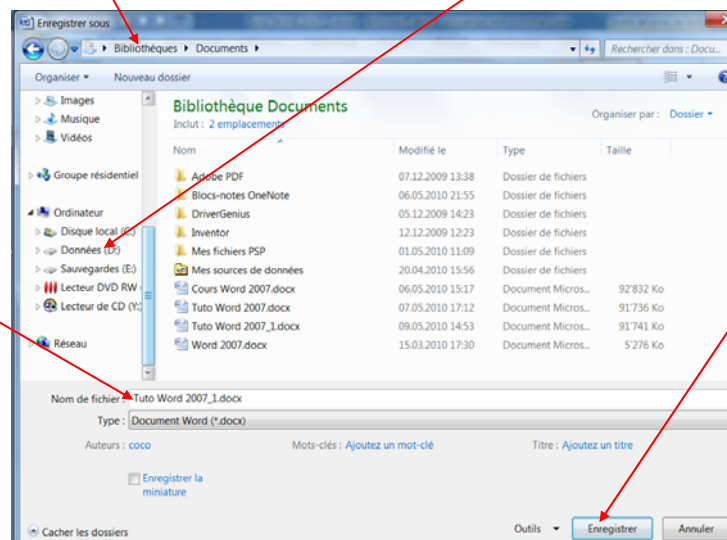 Enregistrer sous
Bibliothèques Documents Rechercher dans : Docu...
Organiser Nouveau dossier
Images
Musique
Vidéos
Groupe résidentiel
Ordinateur
Disque local (C:)
Données (D:)
Sauvegardes (E:)
Lecteur DVD RW
Lecteur de CD (Y:)
Réseau
Bibliothèque Documents
Inclut : 2 emplacements
Organiser par : Dossier
Nom Modifié le Type Taille
Adobe PDF 07.12.2009 13:38 Dossier de fichiers
Blocs-notes OneNote 06.05.2010 21:55 Dossier de fichiers
DriverGenius 05.12.2009 14:23 Dossier de fichiers
Inventor 12.12.2009 12:23 Dossier de fichiers
Mes fichiers PSP 01.05.2010 11:09 Dossier de fichiers
Mes sources de données 20.04.2010 15:56 Dossier de fichiers
Cours Word 2007.docx 06.05.2010 15:17 Document Micros... 92'832 Ko
Tuto Word 2007.docx 07.05.2010 17:12 Document Micros... 91'736 Ko
Tuto Word 2007_1.docx 09.05.2010 14:53 Document Micros... 91'741 Ko
Word 2007.docx 15.03.2010 17:30 Document Micros... 5'276 Ko
Nom de fichier : Tuto Word 2007_1.docx
Type : Document Word (*.docx)
Auteurs : coco Mots-clés : Ajoutez un mot-clé Titre : Ajoutez un titre
Enregistrer la
miniature
Cacher les dossiers Outils Enregistrer Annuler